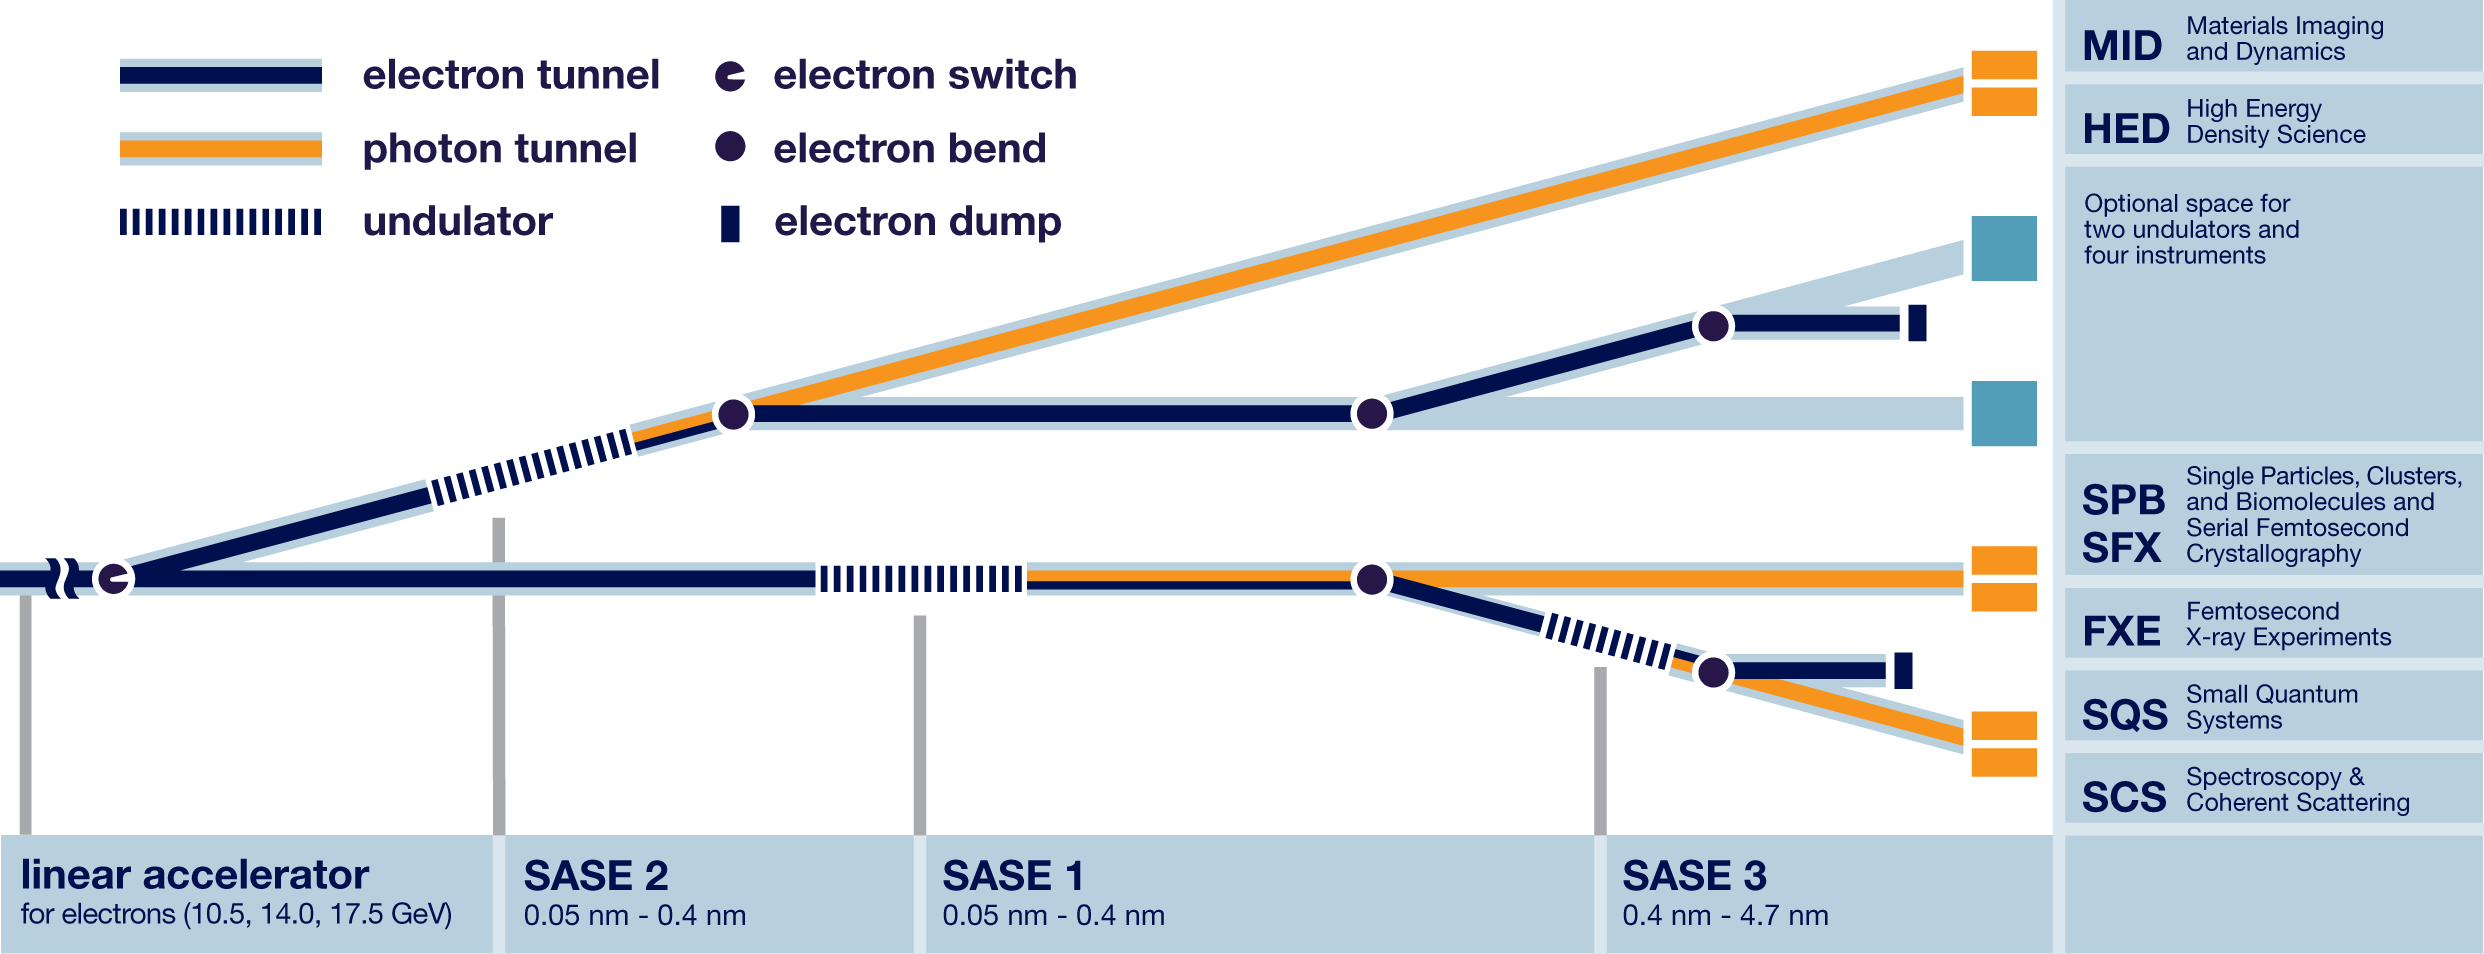 electron tunnel
photon tunnel
undulator
electron switch
electron bend
electron dump
MID
Materials Imaging
and Dynamics
HED
High Energy
Density Science
Optional space for
two undulators and
four instruments
SPB
SFX
Single Particles, Clusters,
and Biomolecules and
Serial Femtosecond
Crystallography
FXE
Femtosecond
X-ray Experiments
SQS
Small Quantum
Systems
SCS
Spectroscopy &
Coherent Scattering
linear accelerator
for electrons (10.5, 14.0, 17.5 GeV)
SASE 2
0.05 nm - 0.4 nm
SASE 1
0.05 nm - 0.4 nm
SASE 3
0.4 nm - 4.7 nm